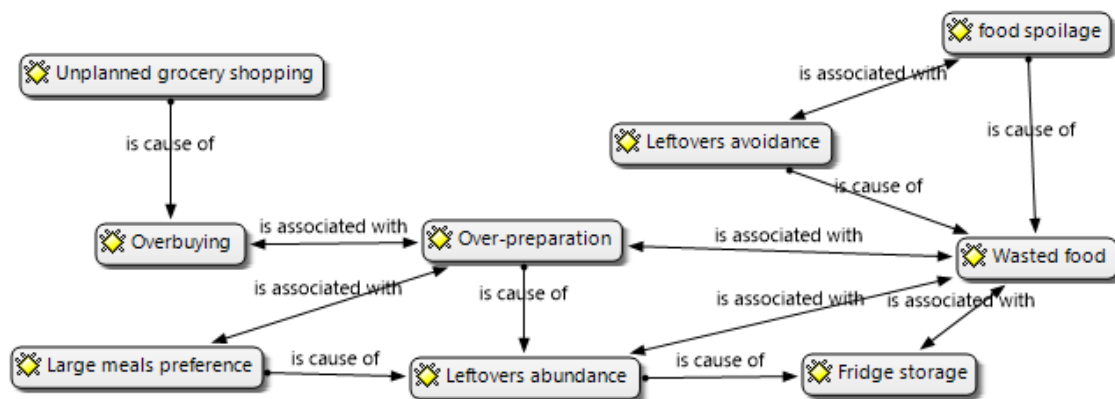 food spoilage
Unplanned grocery shopping
is associated with
is cause of
is cause of
Leftovers avoidance
is cause of
is associated with
Overbuying
Over-preparation
is associated with
Wasted food
is associated with
is cause of
is associated with
is associated with
Large meals preference
is cause of
Leftovers abundance
is cause of
Fridge storage